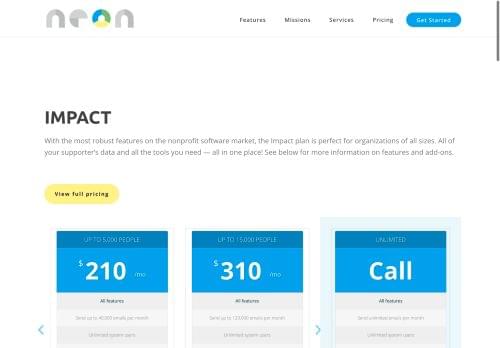 neon
Features Missions Services Pricing Get Started
IMPACT
With the most robust features on the nonprofit software market, the Impact plan is perfect for organizations of all sizes. All of
your supporter's data and all the tools you need — all in one place! See below for more information on features and add-ons.
View full pricing
UP TO 5,000 PEOPLE UP TO 15,000 PEOPLE UNLIMITED
$210 /mo $310 /mo Call
All features All features All features
Send up to 40,000 emails per month Send up to 120,000 emails per month Send unlimited emails per month
Unlimited system users Unlimited system users Unlimited system users